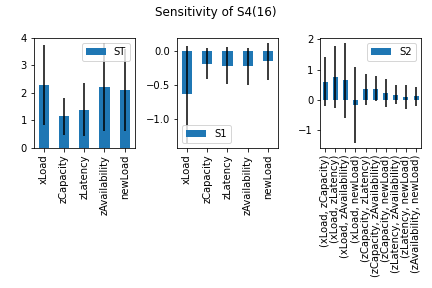 Sensitivity of S4(16)
4
3
2
1
0
ST
xLoad
zCapacity
zLatency
zAvailability
newLoad
0.0
−0.5
−1.0
S1
xLoad
zCapacity
zLatency
zAvailability
newLoad
2
1
0
−1
S2
(xLoad, zCapacity)
(xLoad, zLatency)
(xLoad, zAvailability)
(xLoad, newLoad)
(zCapacity, zLatency)
(zCapacity, zAvailability)
(zCapacity, newLoad)
(zLatency, zAvailability)
(zLatency, newLoad)
(zAvailability, newLoad)